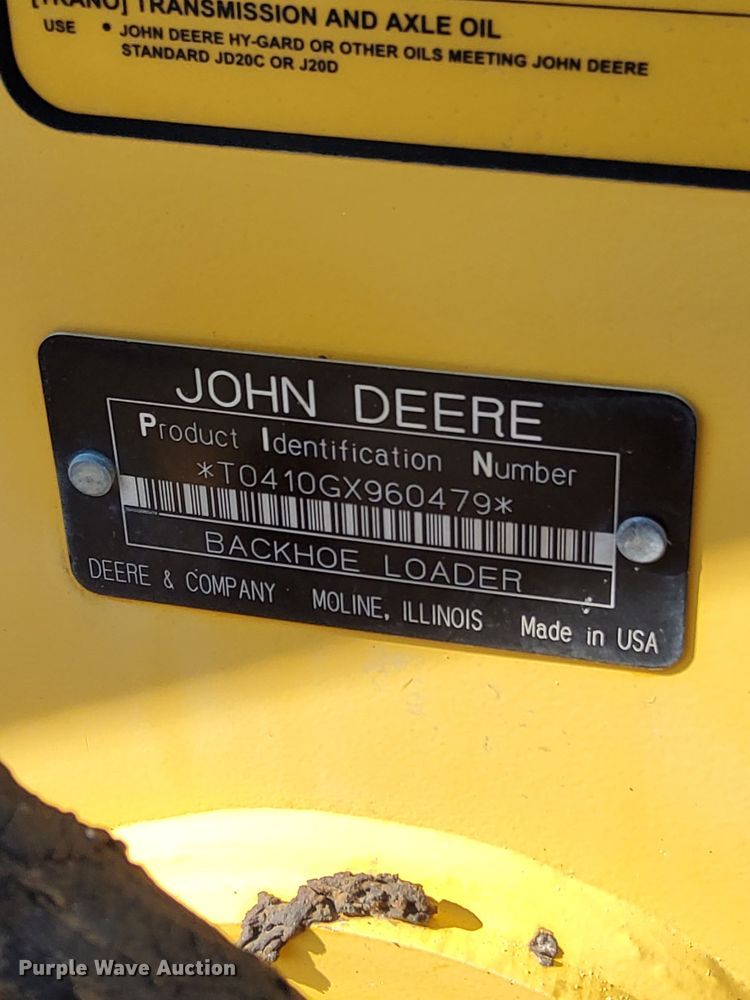 TRANSMISSION AND AXLE OIL
USE • JOHN DEERE HY-GARD OR OTHER OILS MEETING JOHN DEERE
STANDARD JD20C OR J20D
JOHN DEERE
Product Identification Number
*T0410GX960479*
BACKHOE LOADER
DEERE & COMPANY MOLINE, ILLINOIS Made in USA
Purple Wave Auction